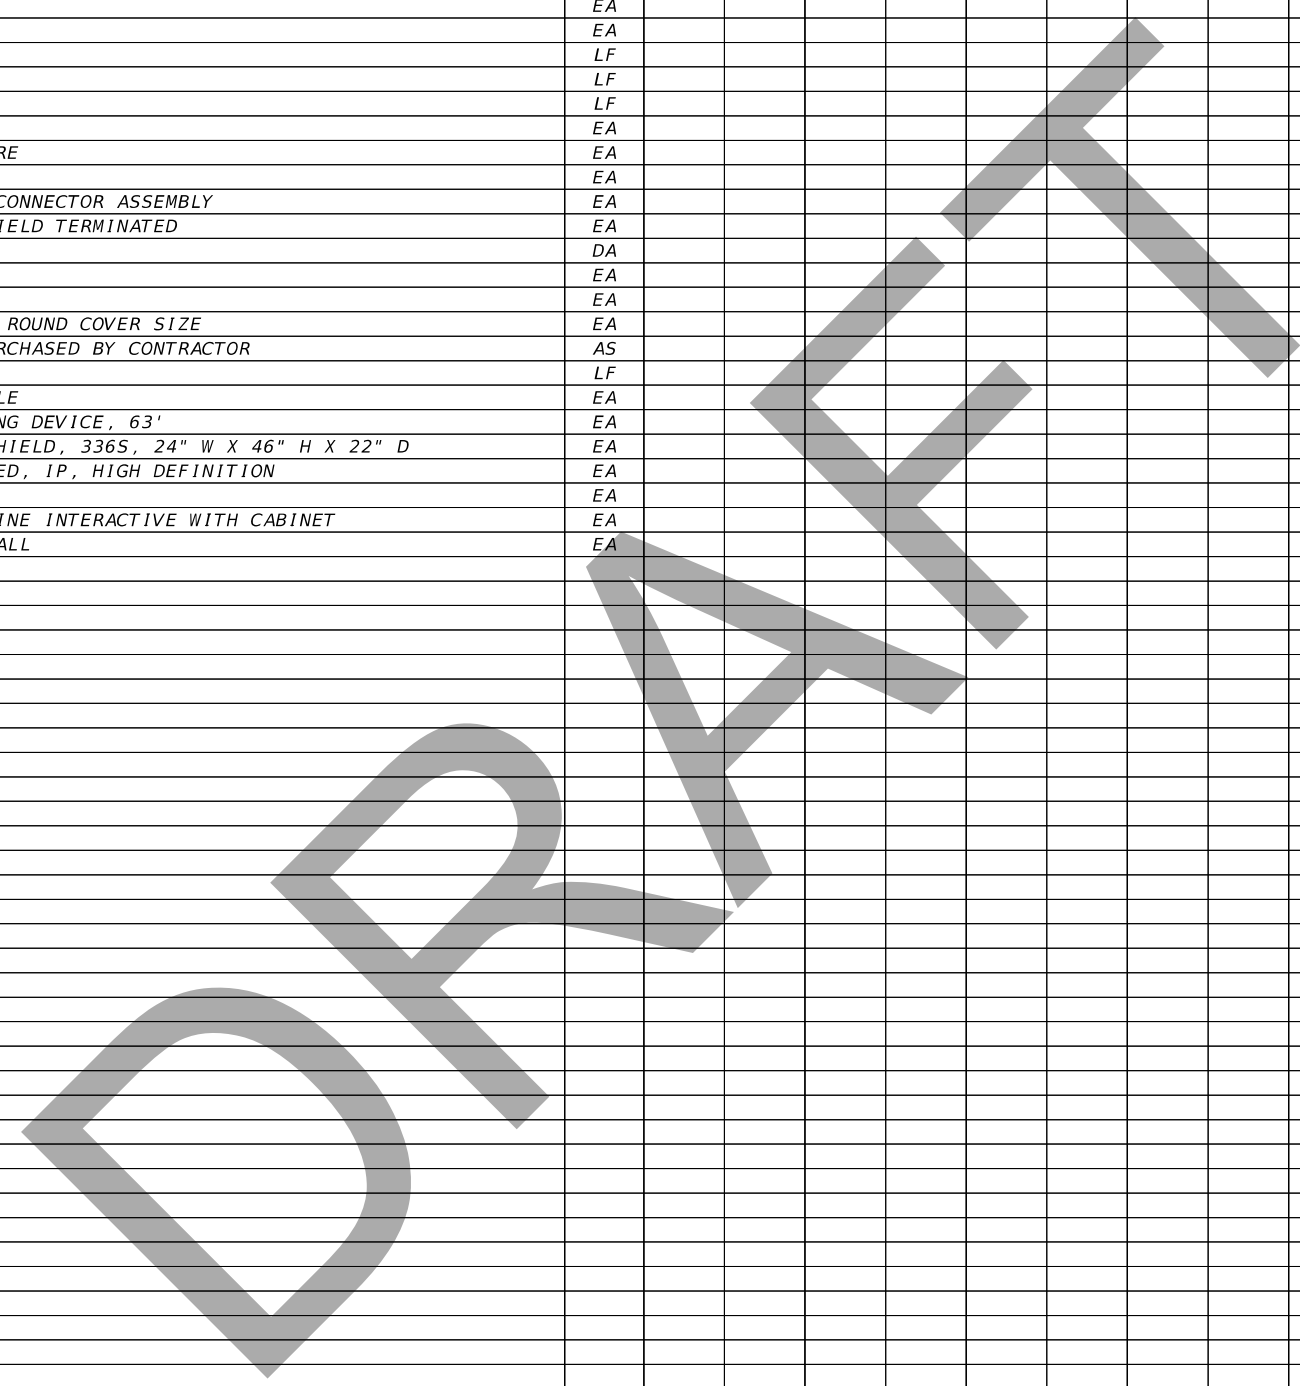 EA
EA
LF
LF
LF
EA
RE EA
EA
CONNECTOR ASSEMBLY EA
IELD TERMINATED EA
DA
EA
EA
ROUND COVER SIZE EA
RCHASED BY CONTRACTOR AS
LF
LE EA
NG DEVICE, 63' EA
HIELD, 336S, 24" W X 46" H X 22" D EA
ED, IP, HIGH DEFINITION EA
EA
INE INTERACTIVE WITH CABINET EA
ALL EA
DRAFT